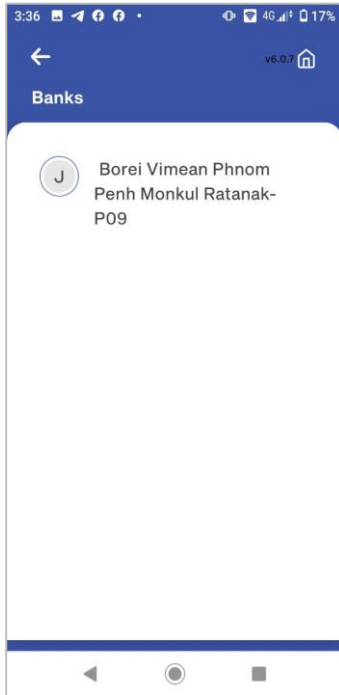 3:36 4G 17%
v6.0.7
Banks
J
Borei Vimean Phnom
Penh Monkul Ratanak-
P09